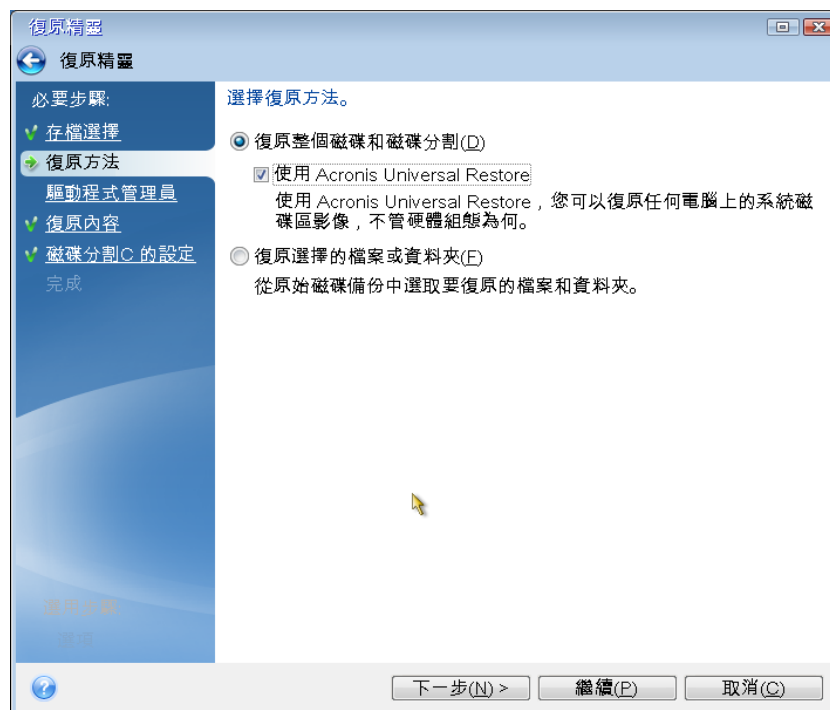 復原精靈
復原精靈
必要步驟:
存檔選擇
復原方法
驅動程式管理員
復原內容
磁碟分割C 的設定
完成
選擇復原方法。
復原整個磁碟和磁碟分割(D)
使用 Acronis Universal Restore
使用 Acronis Universal Restore，您可以復原任何電腦上的系統磁
碟區影像，不管硬體組態為何。
復原選擇的檔案或資料夾(F)
從原始磁碟備份中選取要復原的檔案和資料夾。
選項
下一步(N) >
繼續(P)
取消(C)